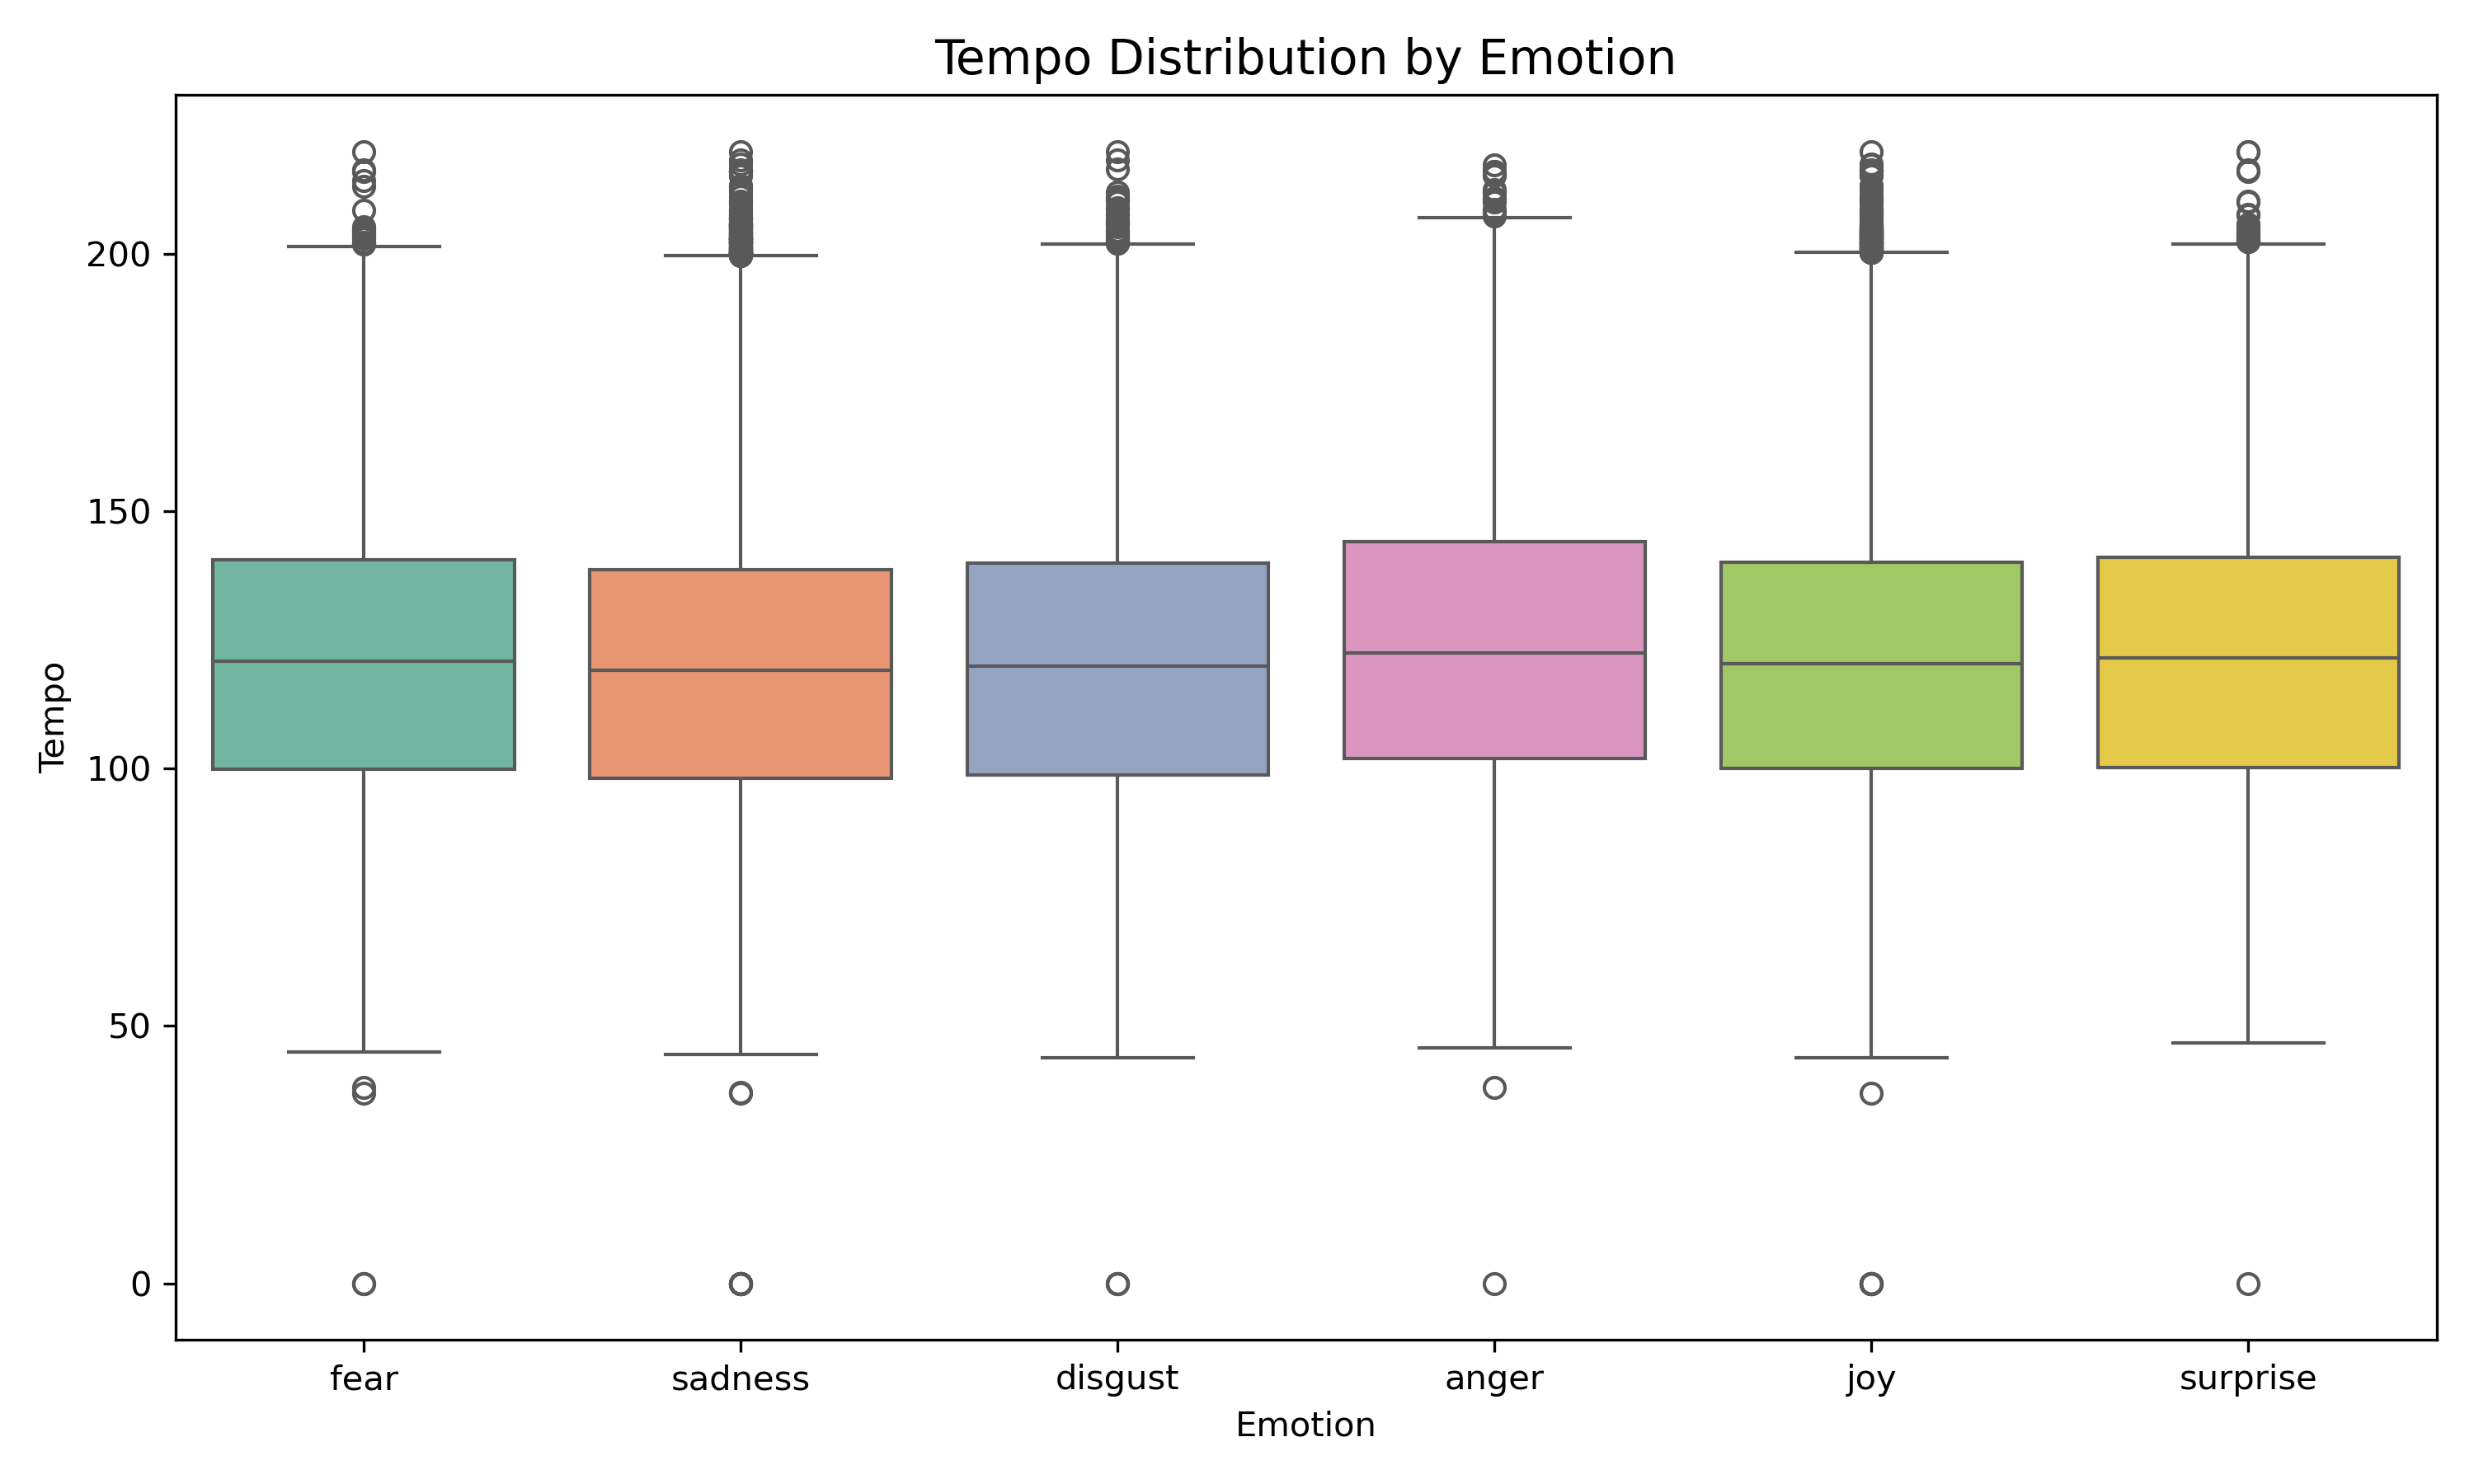 Tempo Distribution by Emotion
Tempo
200
150
100
50
0
fear
sadness
disgust
anger
joy
surprise
Emotion